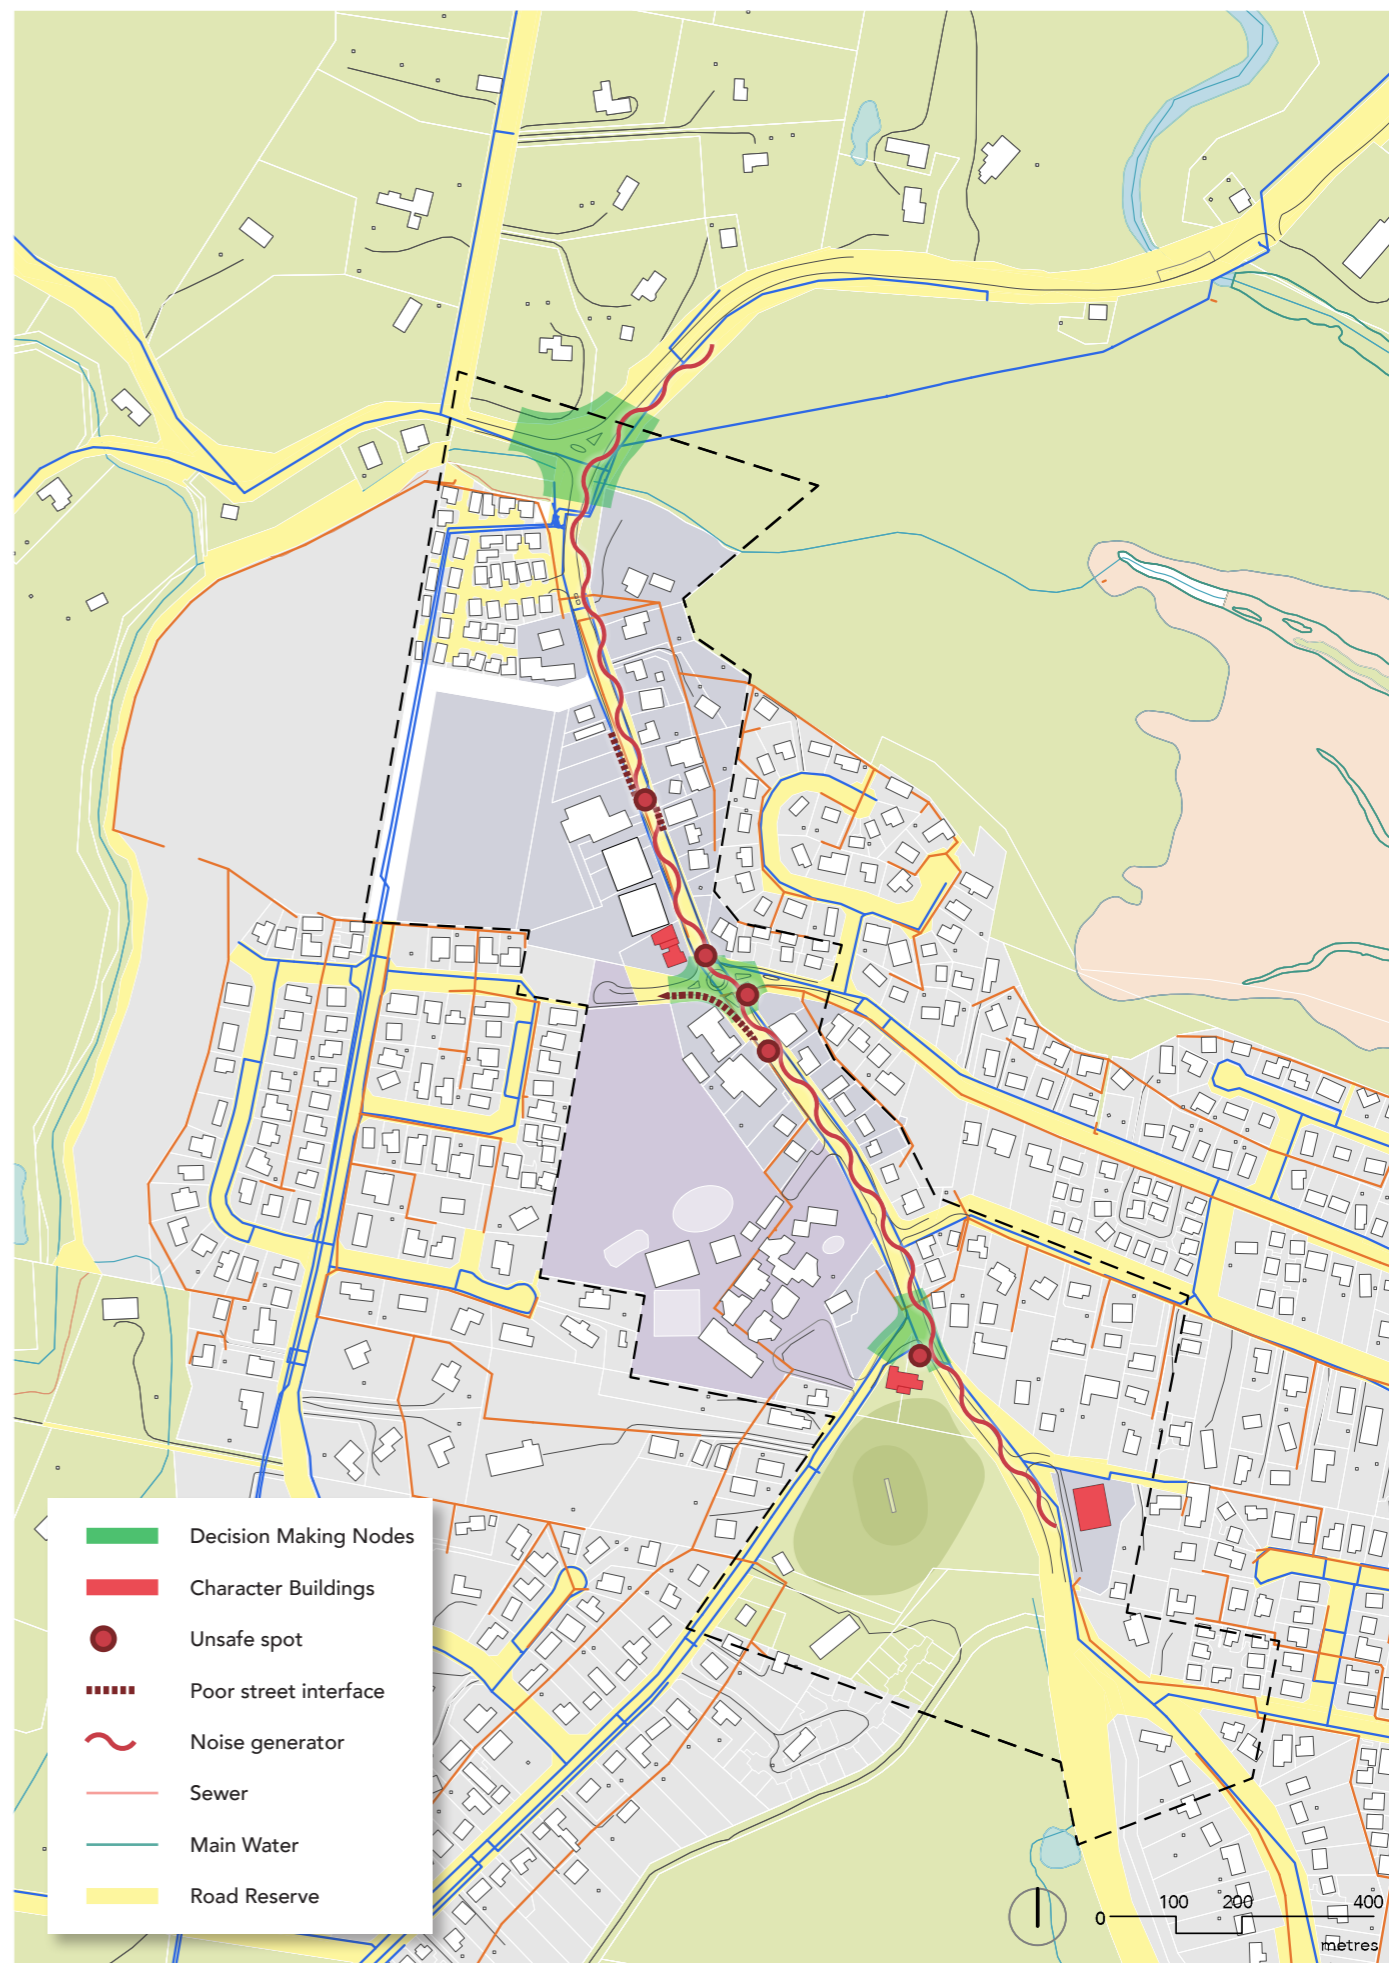 Decision Making Nodes
Character Buildings
Unsafe spot
Poor street interface
Noise generator
Sewer
Main Water
Road Reserve
0 100 200 400
metres